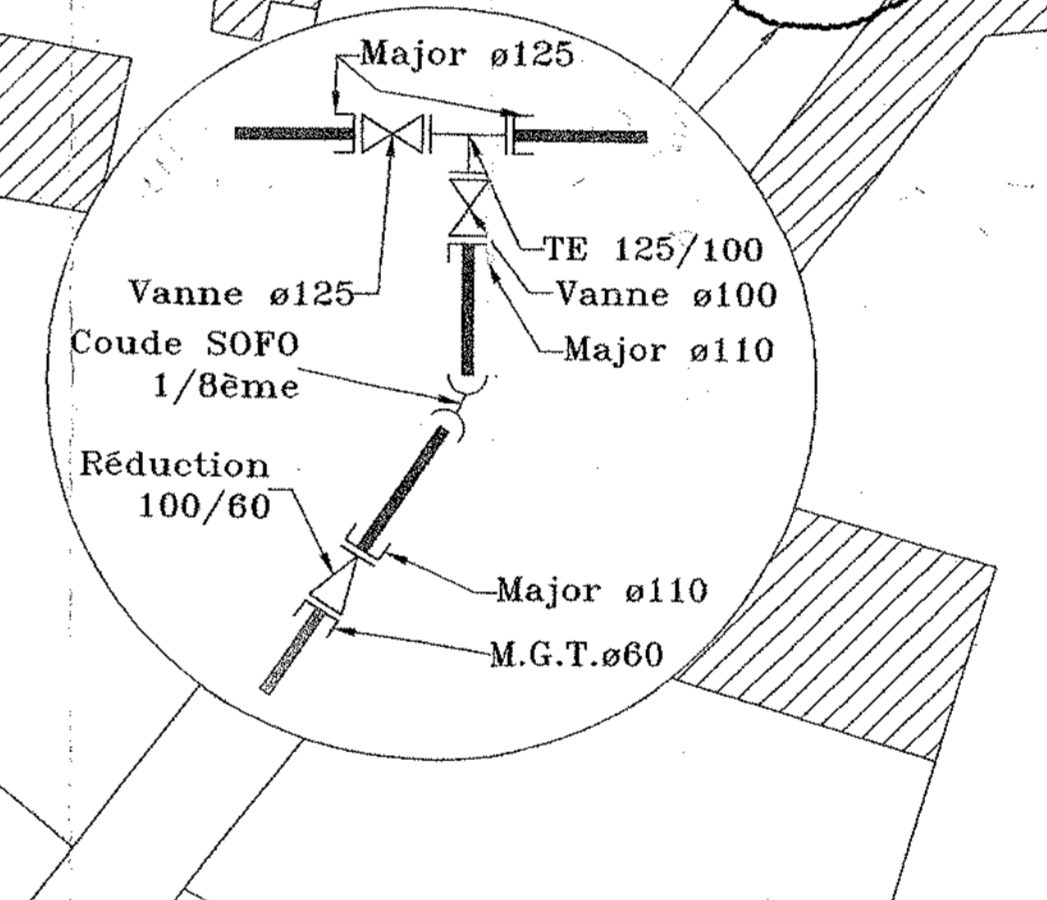 Major ø125
TE 125/100
Vanne ø125
Vanne ø100
Coude SOFO
1/8ème
Major ø110
Réduction
100/60
Major ø110
M.G.T.ø60